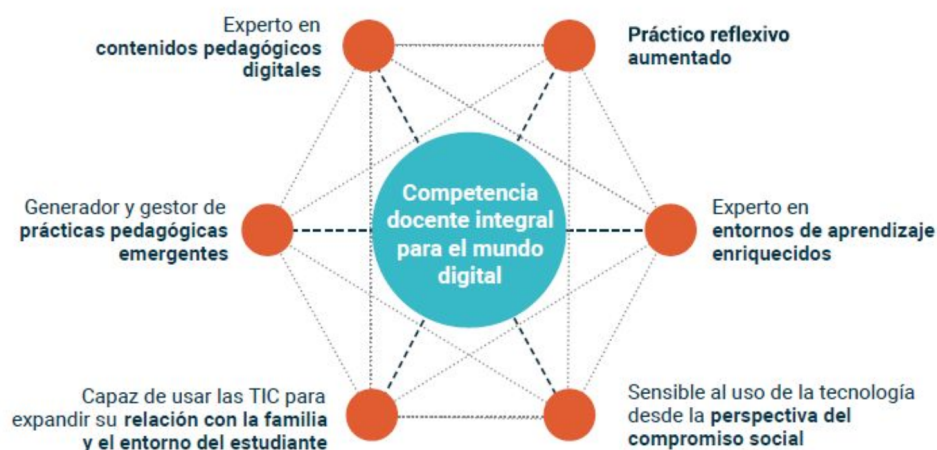 Experto en
contenidos pedagógicos
digitales
Práctico reflexivo
aumentado
Generador y gestor de
prácticas pedagógicas
emergentes
Competencia
docente integral
para el mundo
digital
Experto en
entornos de aprendizaje
enriquecidos
Capaz de usar las TIC para
expandir su relación con la familia
y el entorno del estudiante
Sensible al uso de la tecnología
desde la perspectiva del
compromiso social